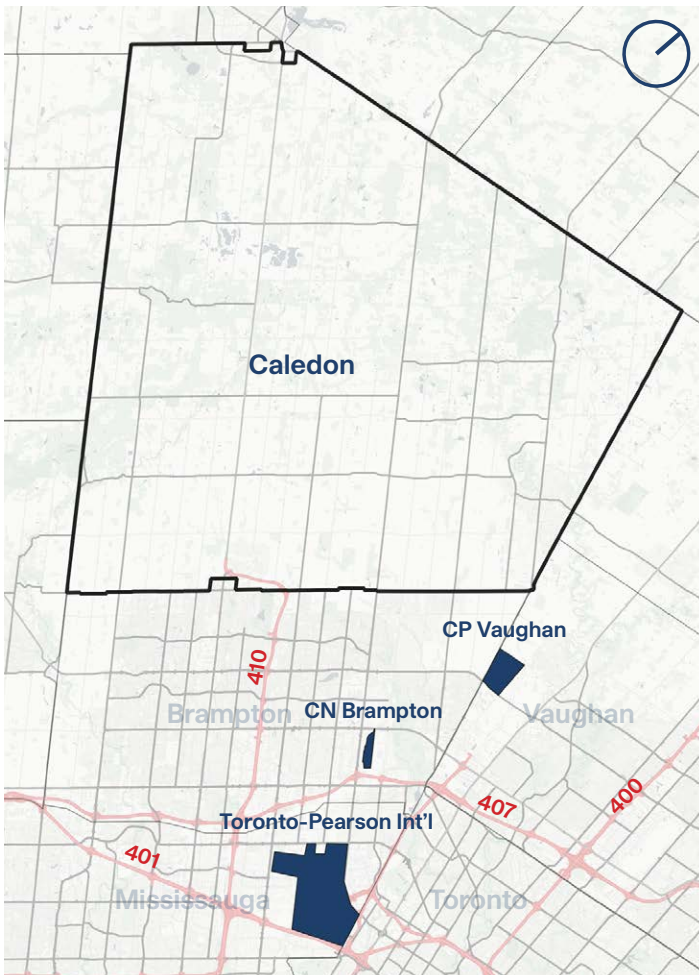 Caledon
CP Vaughan
410
Brampton
CN Brampton
Vaughan
400
407
Toronto-Pearson Int'l
401
Mississauga
Toronto